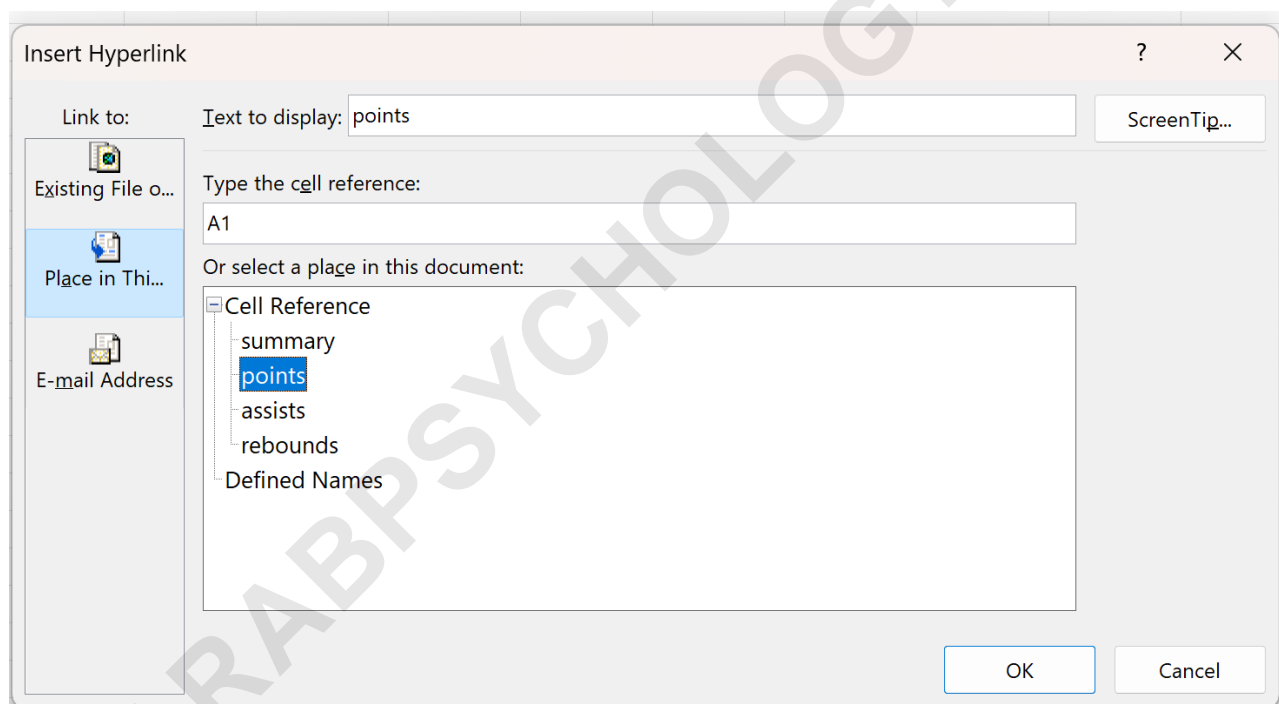 Insert Hyperlink
?
Link to:
Text to display: points
ScreenTip...
Existing File o...
Type the cell reference:
A1
Place in Thi...
Or select a place in this document:
Cell Reference
summary
points
assists
rebounds
Defined Names
E-mail Address
OK
Cancel
RABPSYCHOLOG